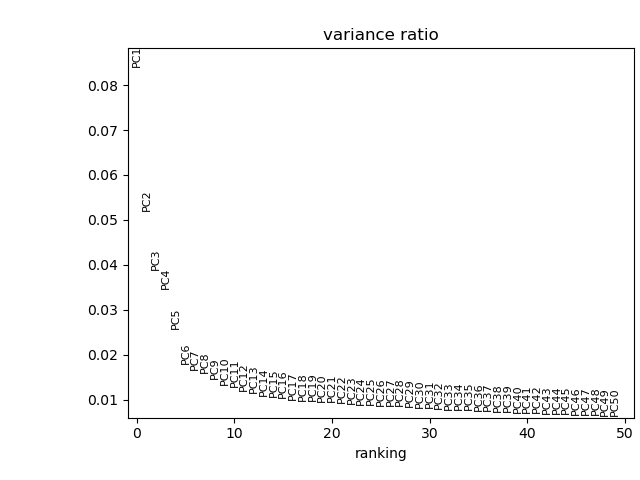 variance ratio
0.08
0.07
0.06
0.05
0.04
0.03
0.02
0.01
PC1
PC2
PC3
PC4
PC5
PC6
PC7
PC8
PC9
PC10
PC11
PC12
PC13
PC14
PC15
PC16
PC17
PC18
PC19
PC20
PC21
PC22
PC23
PC24
PC25
PC26
PC27
PC28
PC29
PC30
PC31
PC32
PC33
PC34
PC35
PC36
PC37
PC38
PC39
PC40
PC41
PC42
PC43
PC44
PC45
PC46
PC47
PC48
PC49
PC50
0 10 20 30 40 50
ranking